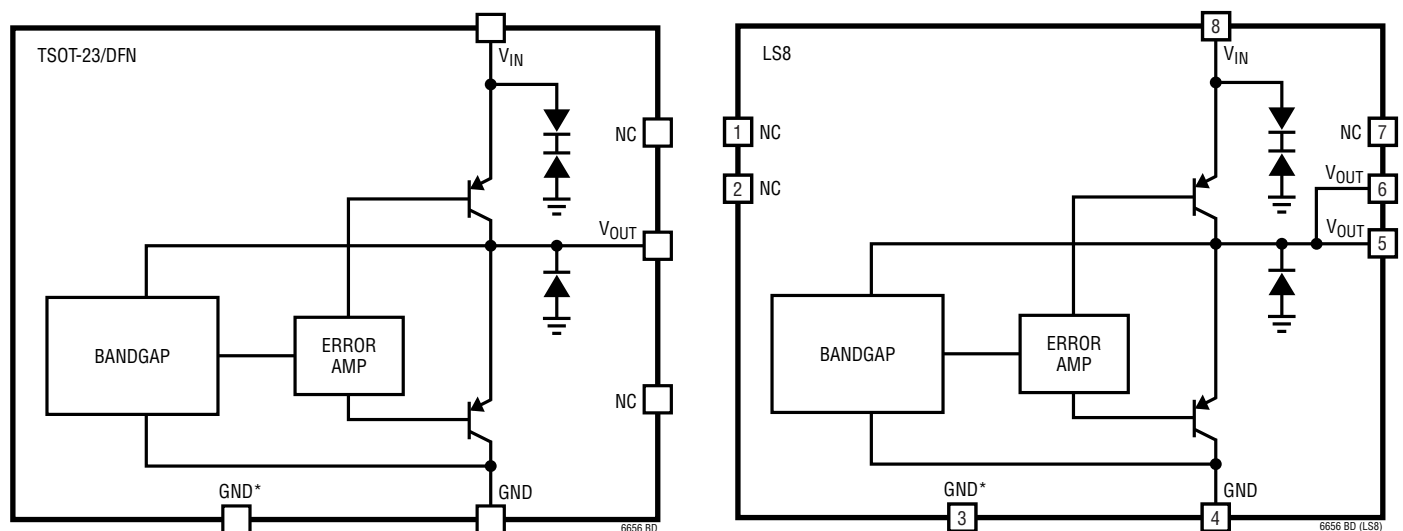 TSOT-23/DFN
VIN
NC
VOUT
BANDGAP
ERROR
AMP
NC
GND*
GND
6656 BD
LS8
8
VIN
1 NC
NC 7
2 NC
VOUT
6
VOUT
5
BANDGAP
ERROR
AMP
GND*
3
GND
4
6656 BD (LS8)